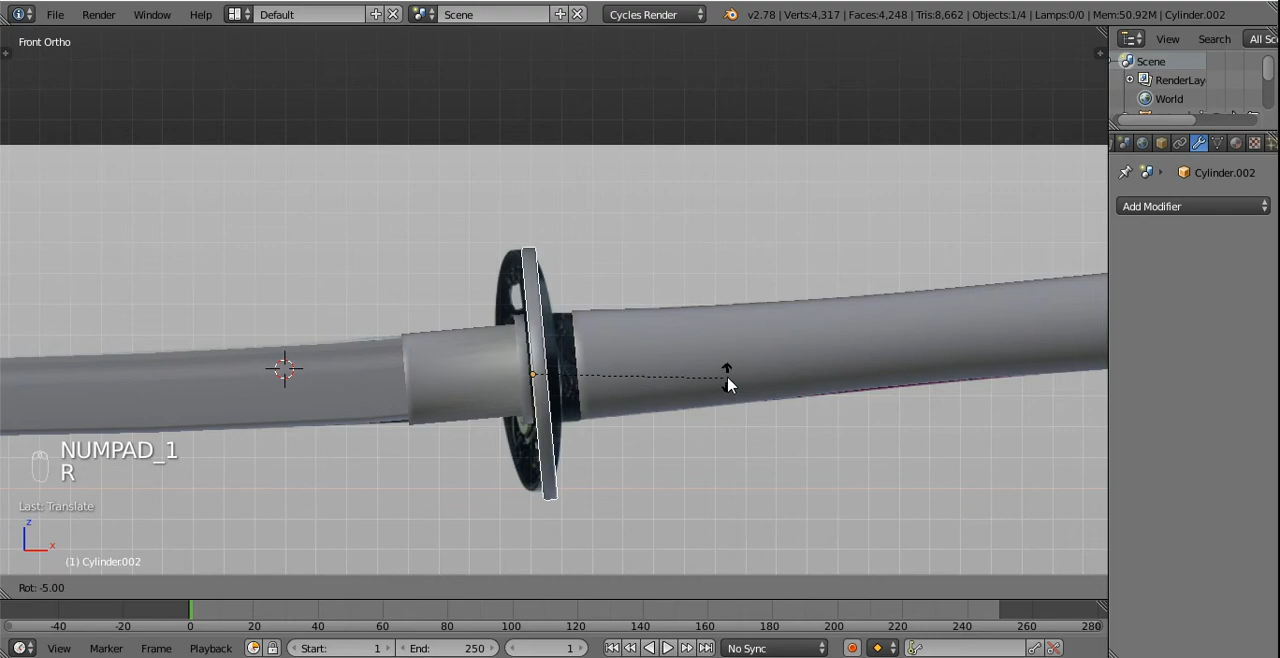 File Render Window Help Default Scene Cycles Render v2.78 | Verts:4,317 | Faces:4,248 | Tris:8,662 | Objects:1/4 | Lamps:0/0 | Mem:50.92M | Cylinder.002
Front Ortho
View Search All Sc
Scene
RenderLay
World
Cylinder.002
Add Modifier
NUMPAD_1
R
Last: Translate
z
x
(1) Cylinder.002
Rot: -5.00
-40 -20 0 20 40 60 80 100 120 140 160 180 200 220 240 260 280
View Marker Frame Playback Start: 1 End: 250 1 No Sync